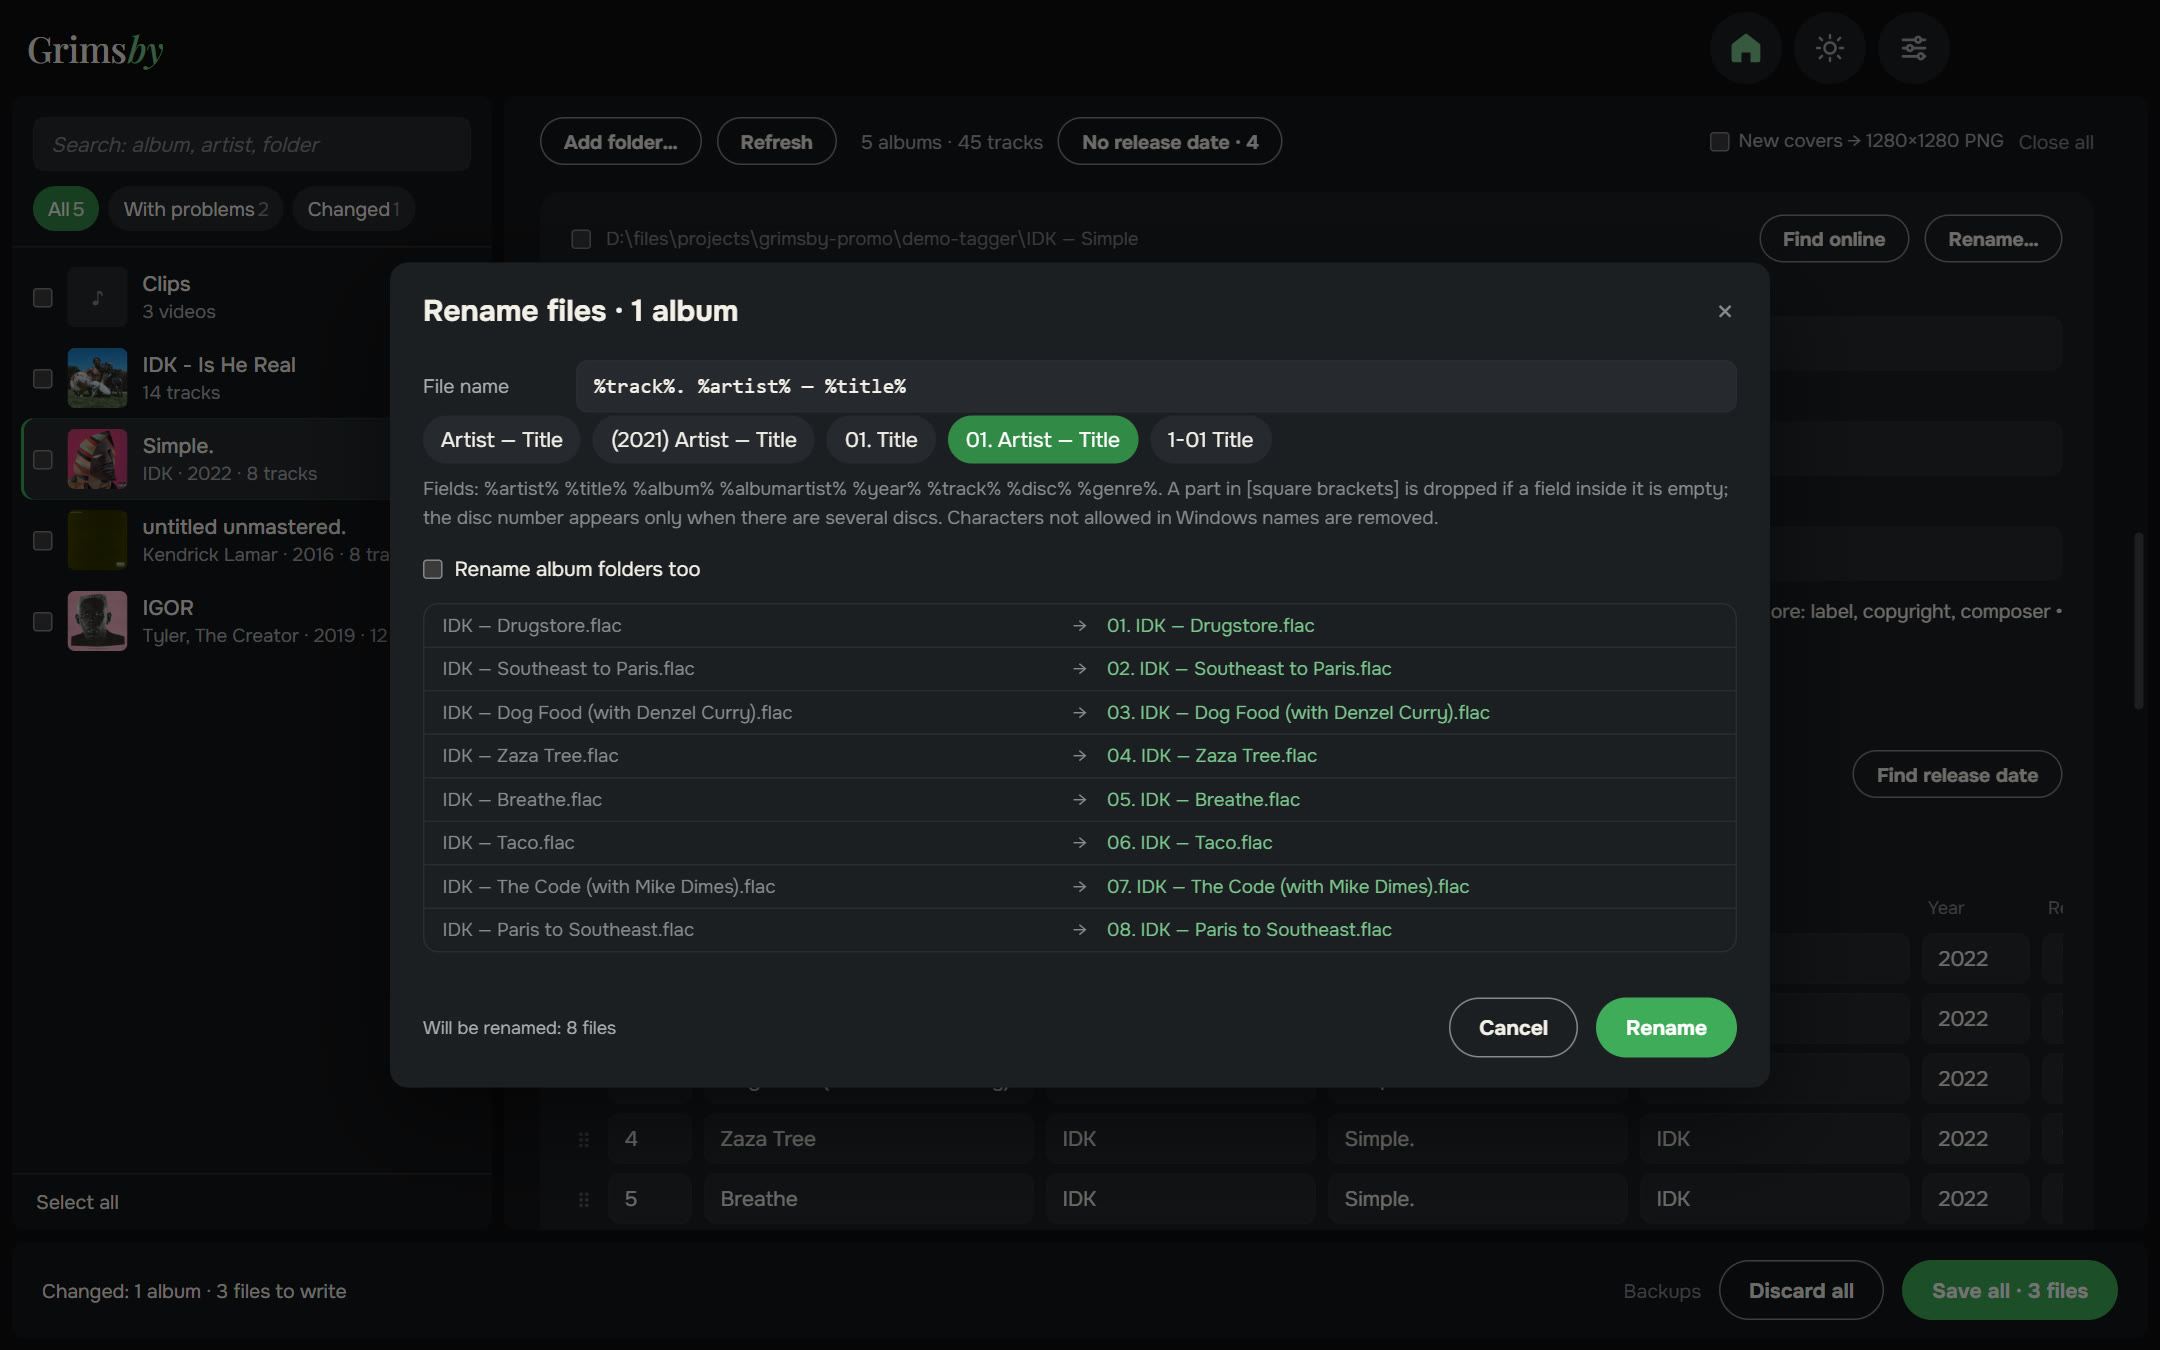 Grimsby
Search: album, artist, folder
All 5
With problems 2
Changed 1
Clips
3 videos
IDK - Is He Real
14 tracks
Simple.
IDK · 2022 · 8 tracks
untitled unmastered.
Kendrick Lamar · 2016 · 8 tra
IGOR
Tyler, The Creator · 2019 · 12
Select all
Add folder...
Refresh
5 albums · 45 tracks
No release date · 4
New covers → 1280×1280 PNG
Close all
D:\files\projects\grimsby-promo\demo-tagger\IDK — Simple
Find online
Rename...
Rename files · 1 album
×
File name
%track%. %artist% — %title%
Artist — Title
(2021) Artist — Title
01. Title
01. Artist — Title
1-01 Title
Fields: %artist% %title% %album% %albumartist% %year% %track% %disc% %genre%. A part in [square brackets] is dropped if a field inside it is empty;
the disc number appears only when there are several discs. Characters not allowed in Windows names are removed.
Rename album folders too
IDK — Drugstore.flac → 01. IDK — Drugstore.flac
IDK — Southeast to Paris.flac → 02. IDK — Southeast to Paris.flac
IDK — Dog Food (with Denzel Curry).flac → 03. IDK — Dog Food (with Denzel Curry).flac
IDK — Zaza Tree.flac → 04. IDK — Zaza Tree.flac
IDK — Breathe.flac → 05. IDK — Breathe.flac
IDK — Taco.flac → 06. IDK — Taco.flac
IDK — The Code (with Mike Dimes).flac → 07. IDK — The Code (with Mike Dimes).flac
IDK — Paris to Southeast.flac → 08. IDK — Paris to Southeast.flac
Will be renamed: 8 files
Cancel
Rename
ore: label, copyright, composer •
Find release date
Year
2022
2022
2022
4 Zaza Tree IDK Simple. IDK 2022
5 Breathe IDK Simple. IDK 2022
Changed: 1 album · 3 files to write
Backups
Discard all
Save all · 3 files